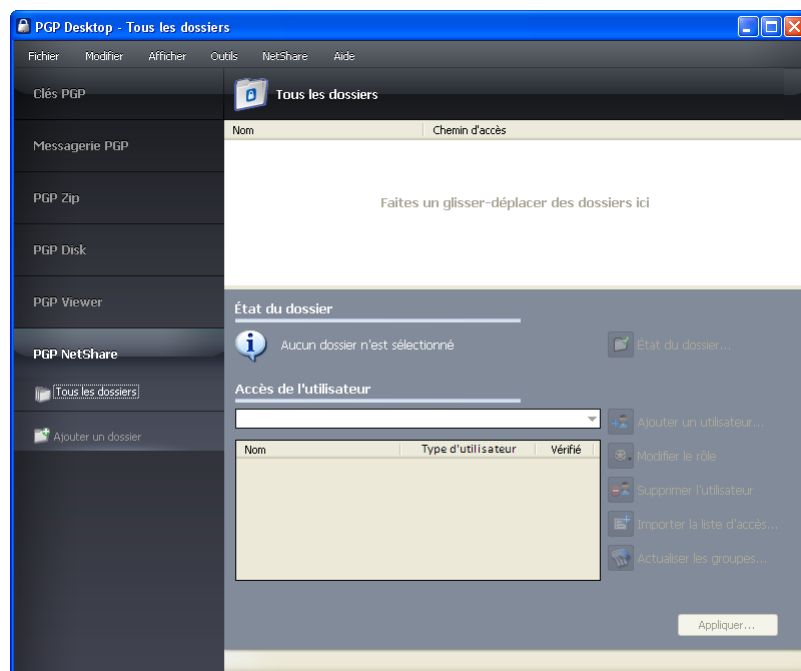 PGP Desktop - Tous les dossiers
Fichier Modifier Afficher Outils NetShare Aide
Clés PGP
Messagerie PGP
PGP Zip
PGP Disk
PGP Viewer
PGP NetShare
Tous les dossiers
Ajouter un dossier
Tous les dossiers
Nom Chemin d'accès
Faites un glisser-déplacer des dossiers ici
État du dossier
Aucun dossier n'est sélectionné
État du dossier...
Accès de l'utilisateur
Nom Type d'utilisateur Vérifié
Ajouter un utilisateur...
Modifier le rôle
Supprimer l'utilisateur
Importer la liste d'accès...
Actualiser les groupes...
Appliquer...